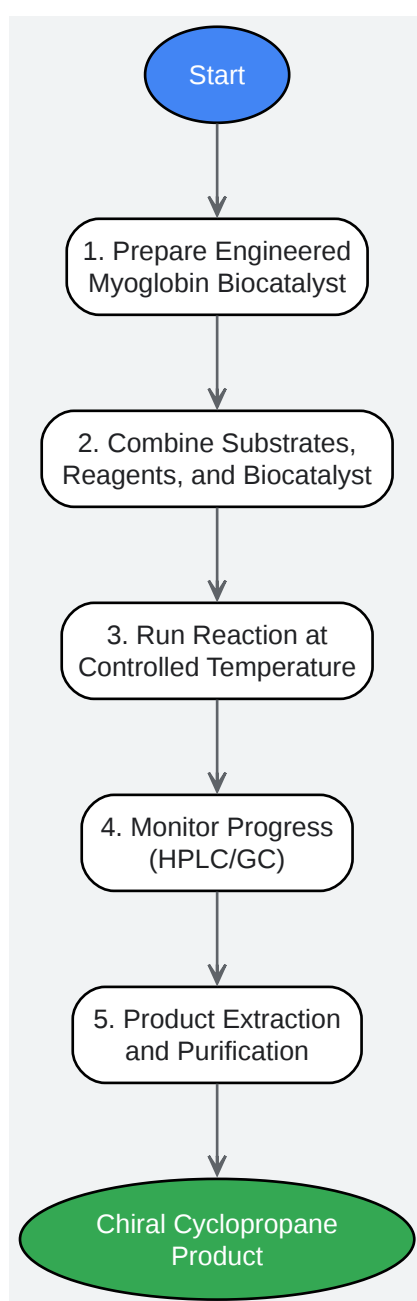 Start
1. Prepare Engineered
Myoglobin Biocatalyst
2. Combine Substrates,
Reagents, and Biocatalyst
3. Run Reaction at
Controlled Temperature
4. Monitor Progress
(HPLC/GC)
5. Product Extraction
and Purification
Chiral Cyclopropane
Product